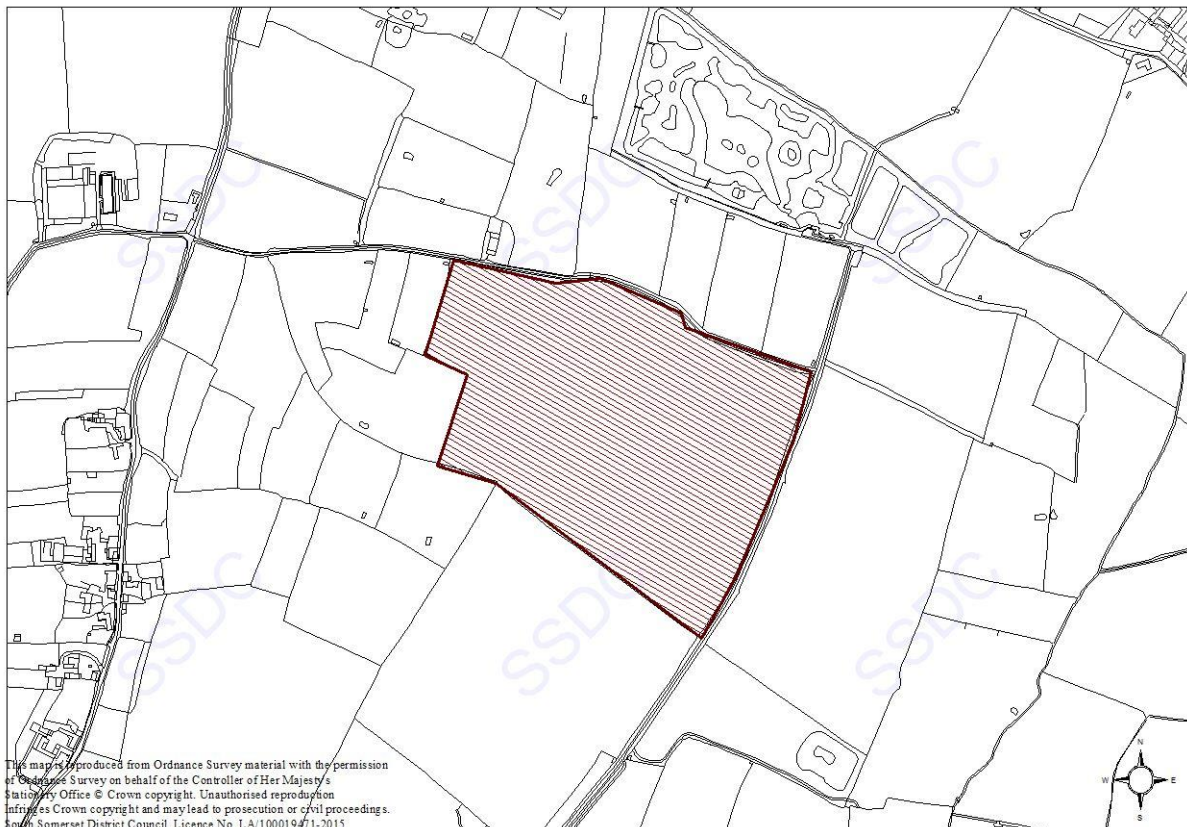 SSDC
SSDC
SSDC
SSDC
SSDC
SSDC
This map is reproduced from Ordnance Survey material with the permission
of Ordnance Survey on behalf of the Controller of Her Majesty's
Stationery Office © Crown copyright. Unauthorised reproduction
infringes Crown copyright and may lead to prosecution or civil proceedings.
South Somerset District Council, Licence No. LA/100019471-2015
N
W E
S